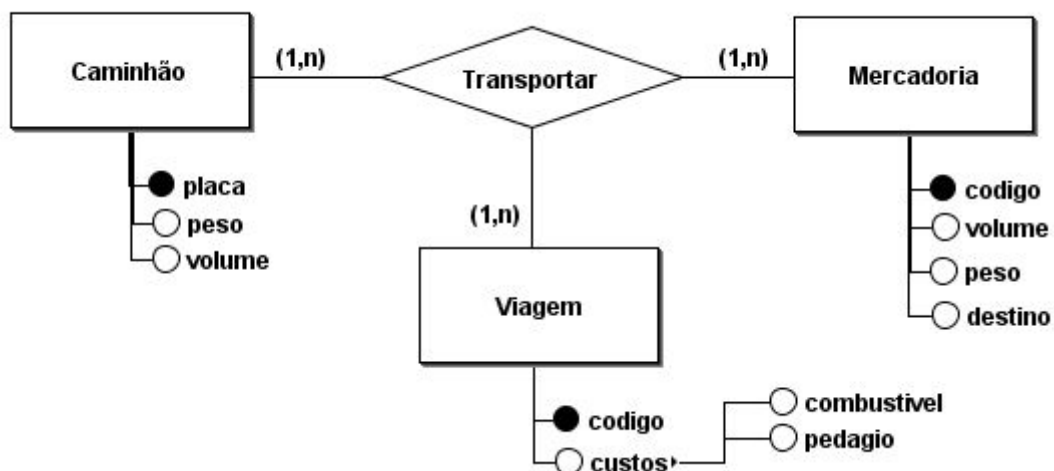 Caminhão
(1,n)
Transportar
(1,n)
Mercadoria
placa
peso
volume
(1,n)
codigo
volume
peso
destino
Viagem
codigo
custos
combustivel
pedagio